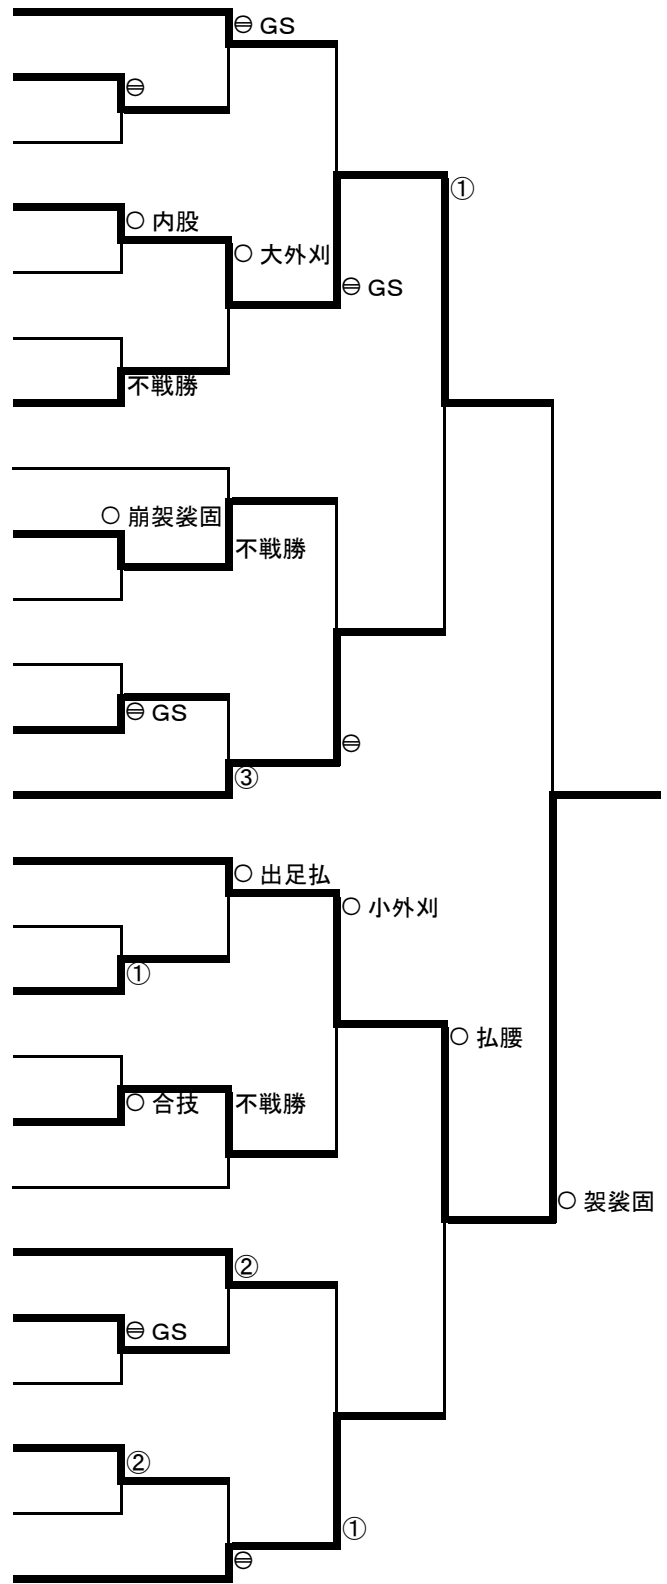 ⊜ GS
⊜
①
○ 内股
○ 大外刈
⊜ GS
不戦勝
○ 崩袈裟固
不戦勝
⊜ GS
⊜
③
○ 出足払
○ 小外刈
①
○ 払腰
○ 合技
不戦勝
○ 袈裟固
②
⊜ GS
②
①
⊜